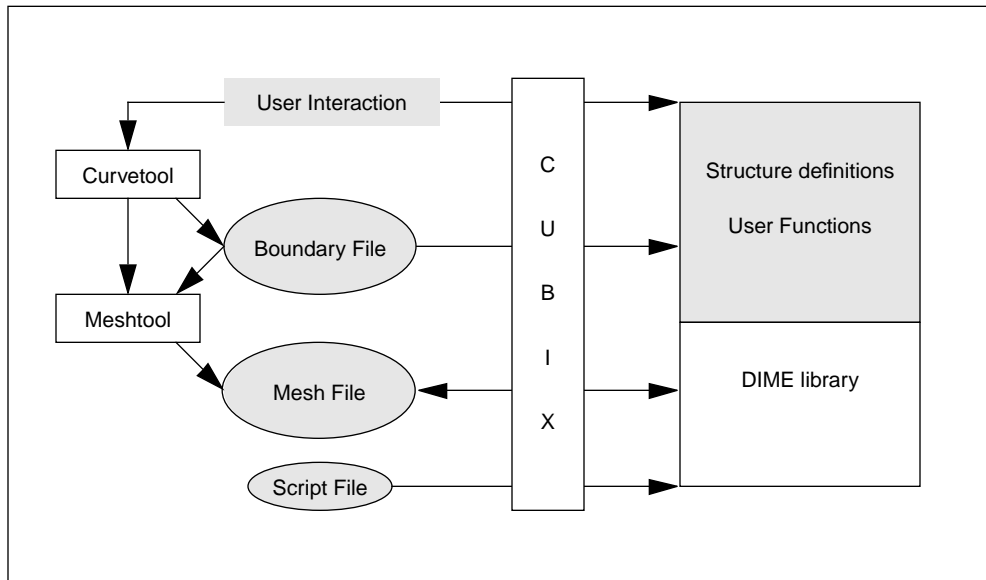 User Interaction
Curvetool
Boundary File
Meshtool
Mesh File
Script File
C
U
B
I
X
Structure definitions
User Functions
DIME library